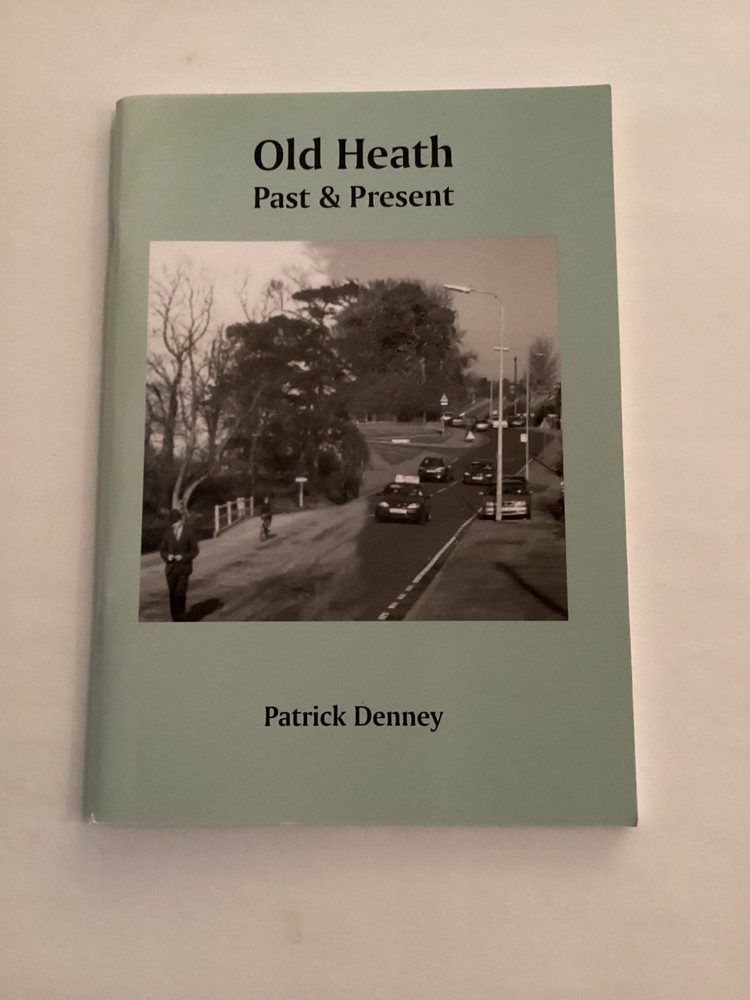 Old Heath
Past & Present
Patrick Denney